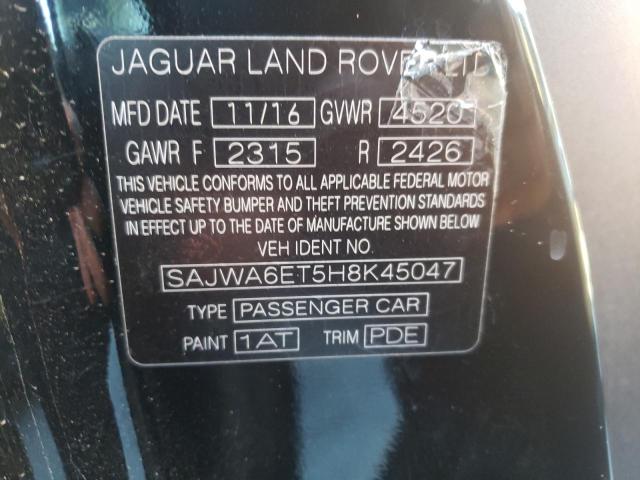 JAGUAR LAND ROVER LTD
MFD DATE 11/16 GVWR 4520
GAWR F 2315 R 2426
THIS VEHICLE CONFORMS TO ALL APPLICABLE FEDERAL MOTOR
VEHICLE SAFETY BUMPER AND THEFT PREVENTION STANDARDS
IN EFFECT UP TO THE DATE OF MANUFACTURE SHOWN BELOW
VEH IDENT NO.
SAJWA6ET5H8K45047
TYPE PASSENGER CAR
PAINT 1AT TRIM PDE